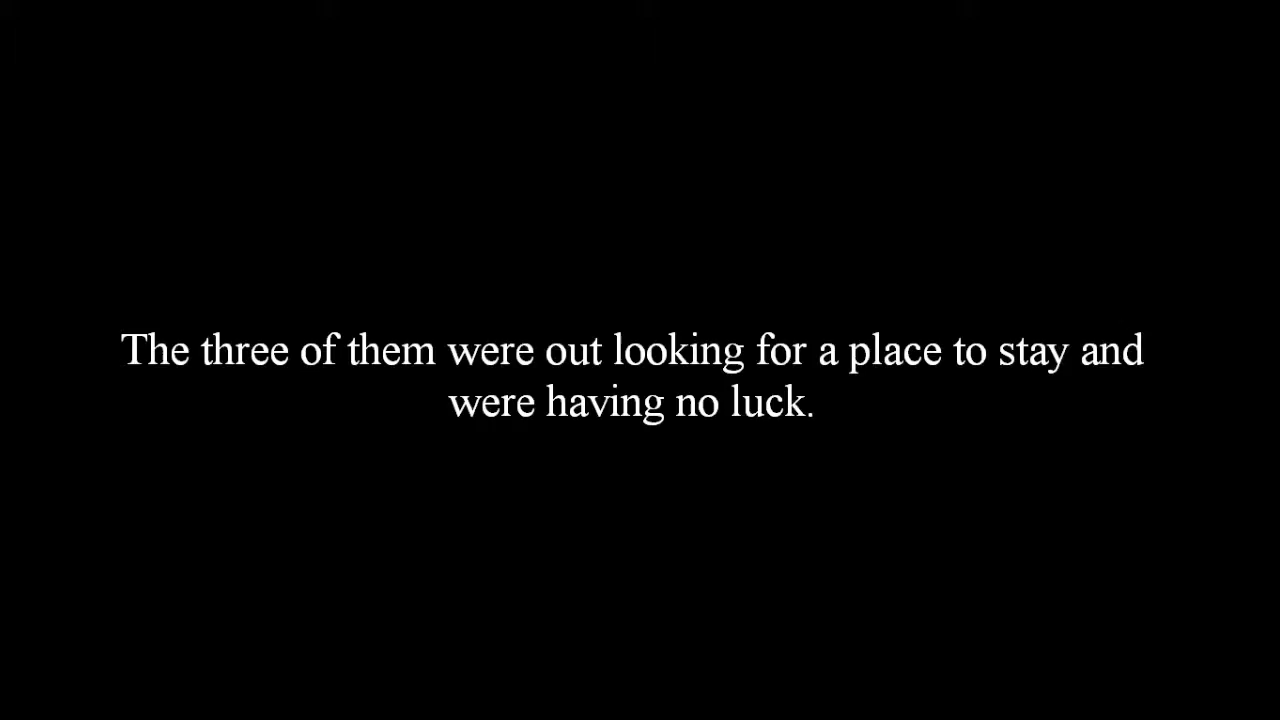 The three of them were out looking for a place to stay and
were having no luck.